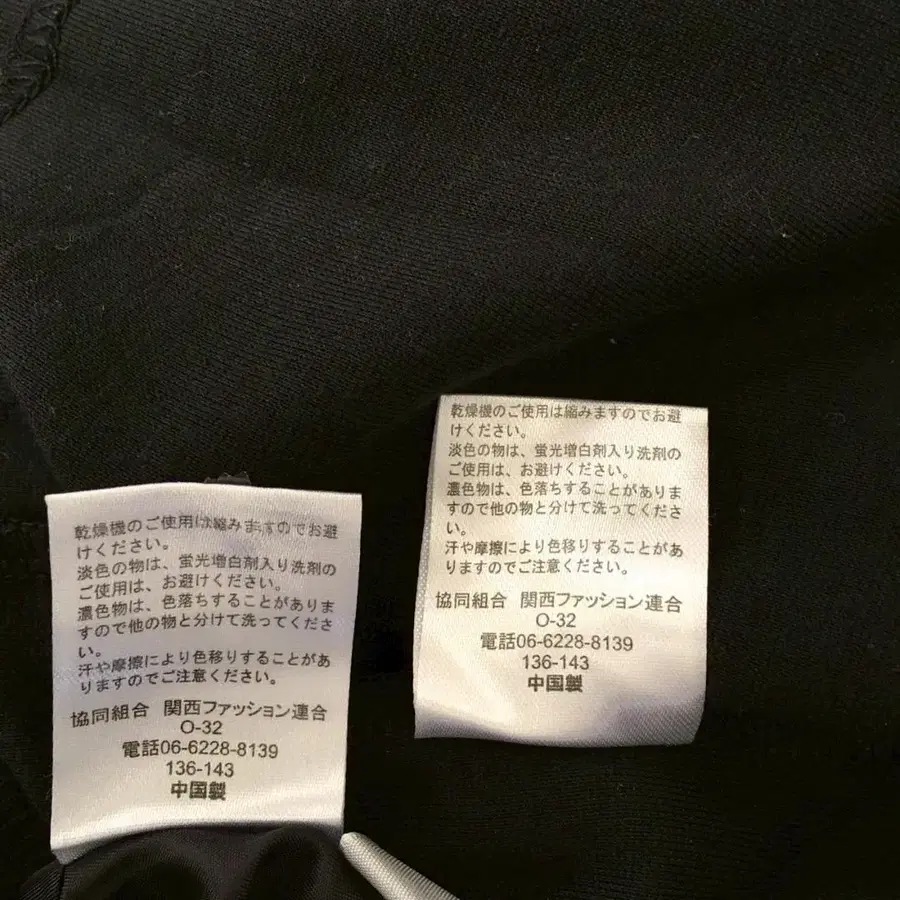 乾燥機のご使用は縮みますのでお避
けください。
淡色の物は、蛍光増白剤入り洗剤の
ご使用は、お避けください。
濃色物は、色落ちすることがありま
すので他の物と分けて洗ってくださ
い。
汗や摩擦により色移りすることがあ
りますのでご注意ください。
協同組合 関西ファッション連合
O-32
電話06-6228-8139
136-143
中国製
乾燥機のご使用は縮みますのでお避
けください。
淡色の物は、蛍光増白剤入り洗剤の
ご使用は、お避けください。
濃色物は、色落ちすることがありま
すので他の物と分けて洗ってくださ
い。
汗や摩擦により色移りすることがあ
りますのでご注意ください。
協同組合 関西ファッション連合
O-32
電話06-6228-8139
136-143
中国製